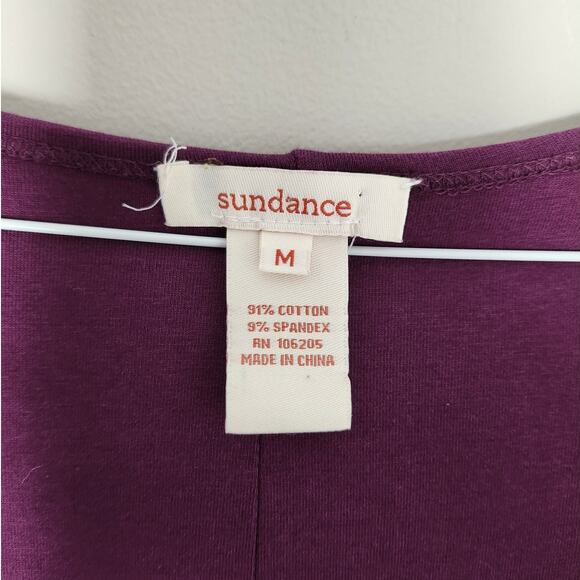 sundance
M
91% COTTON
9% SPANDEX
RN 106205
MADE IN CHINA